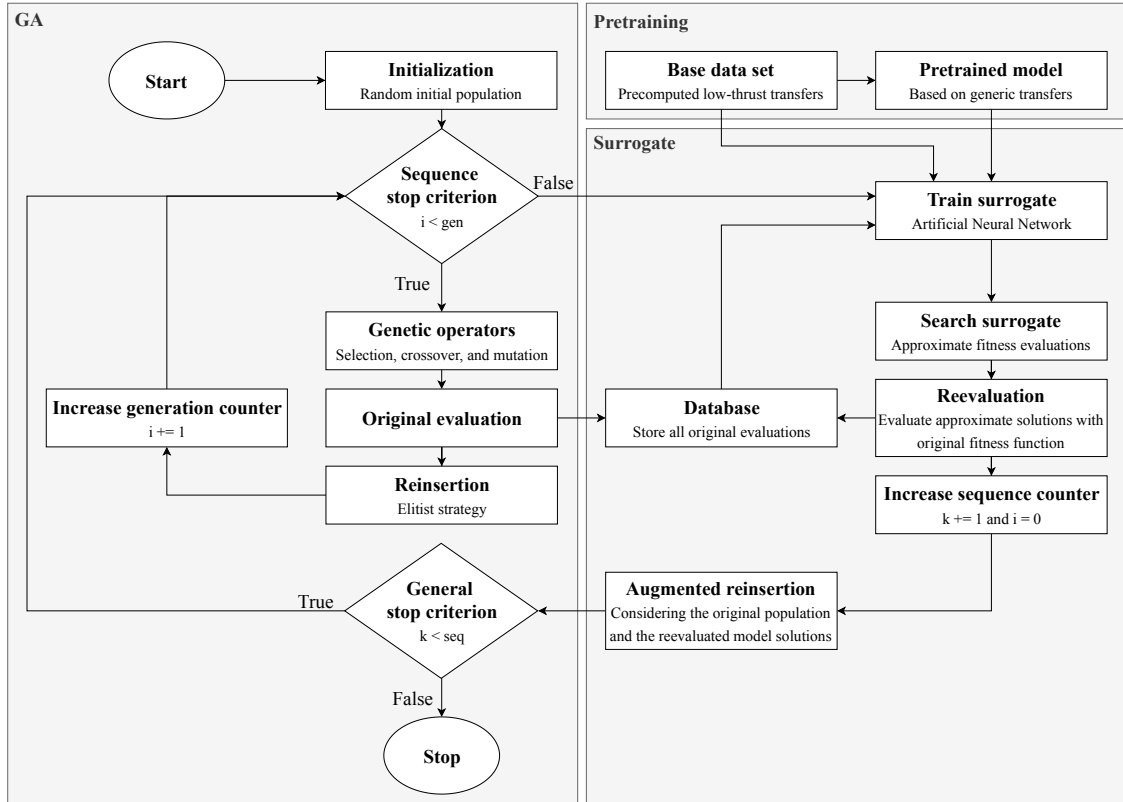 GA
Start
Initialization
Random initial population
Sequence
stop criterion
i < gen
False
True
Genetic operators
Selection, crossover, and mutation
Increase generation counter
i += 1
Original evaluation
Reinsertion
Elitist strategy
General
stop criterion
k < seq
True
False
Stop
Pretraining
Base data set
Precomputed low-thrust transfers
Pretrained model
Based on generic transfers
Surrogate
Train surrogate
Artificial Neural Network
Search surrogate
Approximate fitness evaluations
Database
Store all original evaluations
Reevaluation
Evaluate approximate solutions with
original fitness function
Increase sequence counter
k += 1 and i = 0
Augmented reinsertion
Considering the original population
and the reevaluated model solutions